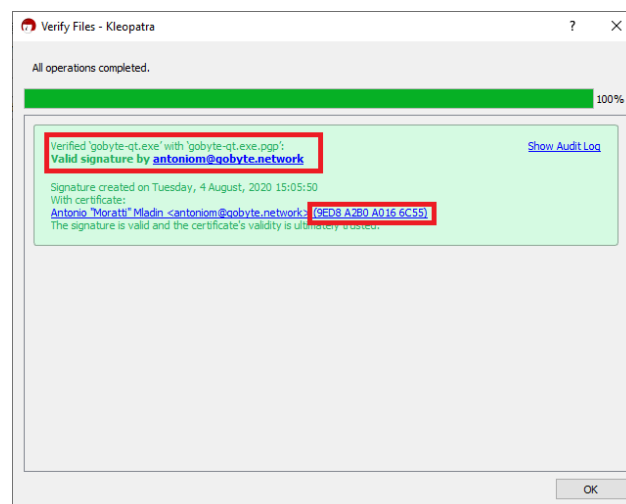 Verify Files - Kleopatra
All operations completed.
100%
Verified 'gobyte-qt.exe' with 'gobyte-qt.exe.pgp':
Show Audit Log
Valid signature by antoniom@gobyte.network
Signature created on Tuesday, 4 August, 2020 15:05:50
With certificate:
Antonio "Moratti" Mladin <antoniom@gobyte.network> (9ED8 A2B0 A016 6C55)
The signature is valid and the certificate's validity is ultimately trusted.
OK